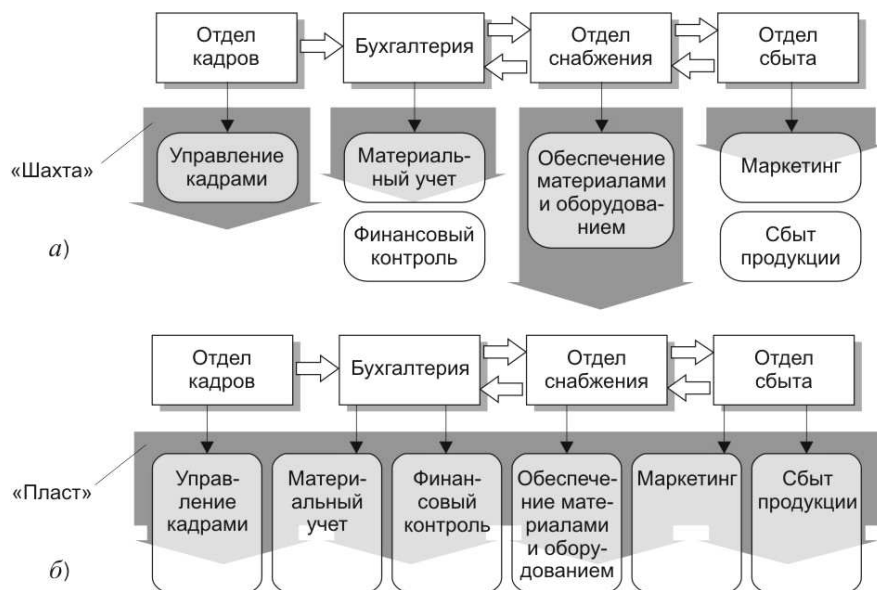 Отдел
кадров
Бухгалтерия
Отдел
снабжения
Отдел
сбыта
«Шахта»
Управление
кадрами
Материаль-
ный учет
Обеспечение
материалами
и оборудова-
нием
Маркетинг
Финансовый
контроль
Сбыт
продукции
а)
Отдел
кадров
Бухгалтерия
Отдел
снабжения
Отдел
сбыта
«Пласт»
Управ-
ление
кадрами
Матери-
альный
учет
Финан-
совый
контроль
Обеспече-
ние мате-
риалами
и обору-
дованием
Маркетинг
Сбыт
продукции
б)